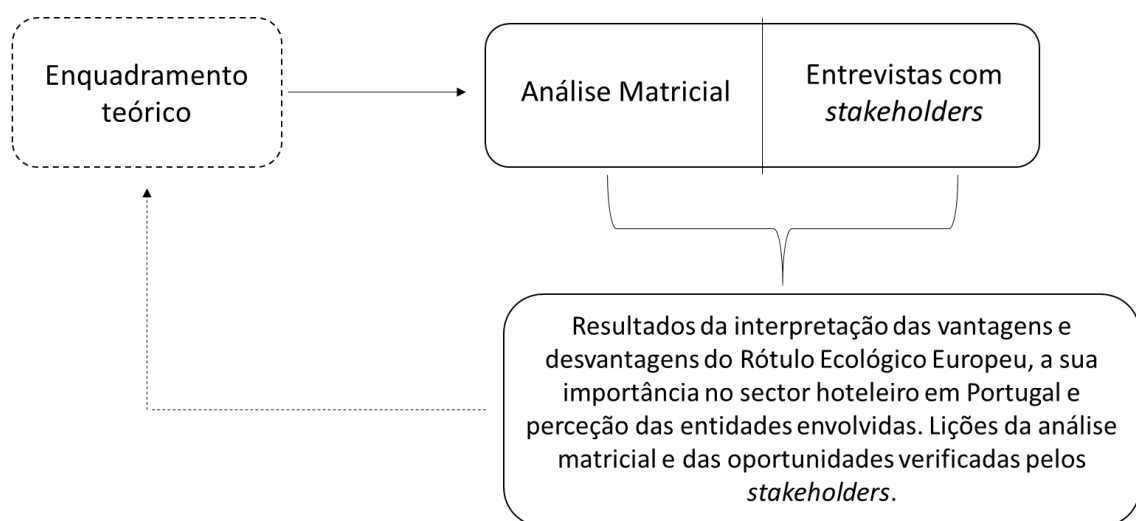 Enquadramento
teórico
Análise Matricial
Entrevistas com
stakeholders
Resultados da interpretação das vantagens e
desvantagens do Rótulo Ecológico Europeu, a sua
importância no sector hoteleiro em Portugal e
perceção das entidades envolvidas. Lições da análise
matricial e das oportunidades verificadas pelos
stakeholders.